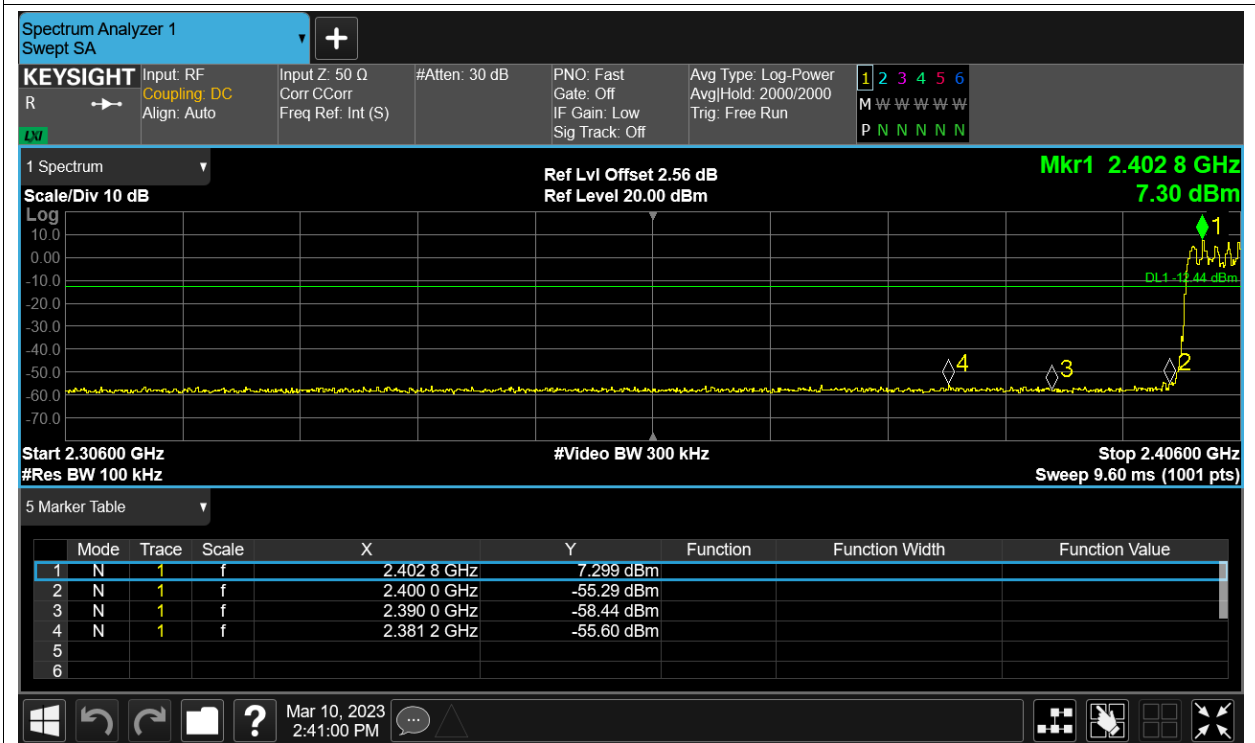 Spectrum Analyzer 1
Swept SA
KEYSIGHT
R
LXI
Input: RF
Coupling: DC
Align: Auto
Input Z: 50 Ω
Corr CCorr
Freq Ref: Int (S)
#Atten: 30 dB
PNO: Fast
Gate: Off
IF Gain: Low
Sig Track: Off
Avg Type: Log-Power
Avg|Hold: 2000/2000
Trig: Free Run
1 2 3 4 5 6
M W W W W W
P N N N N N
1 Spectrum
Scale/Div 10 dB
Ref Lvl Offset 2.56 dB
Ref Level 20.00 dBm
Mkr1 2.402 8 GHz
7.30 dBm
Log
10.0
0.00
-10.0
-20.0
-30.0
-40.0
-50.0
-60.0
-70.0
1
DL1 -12.44 dBm
4
3
2
Start 2.30600 GHz
#Res BW 100 kHz
#Video BW 300 kHz
Stop 2.40600 GHz
Sweep 9.60 ms (1001 pts)
5 Marker Table
Mode Trace Scale X Y Function Function Width Function Value
1 N 1 f 2.402 8 GHz 7.299 dBm
2 N 1 f 2.400 0 GHz -55.29 dBm
3 N 1 f 2.390 0 GHz -58.44 dBm
4 N 1 f 2.381 2 GHz -55.60 dBm
5
6
?
Mar 10, 2023
2:41:00 PM